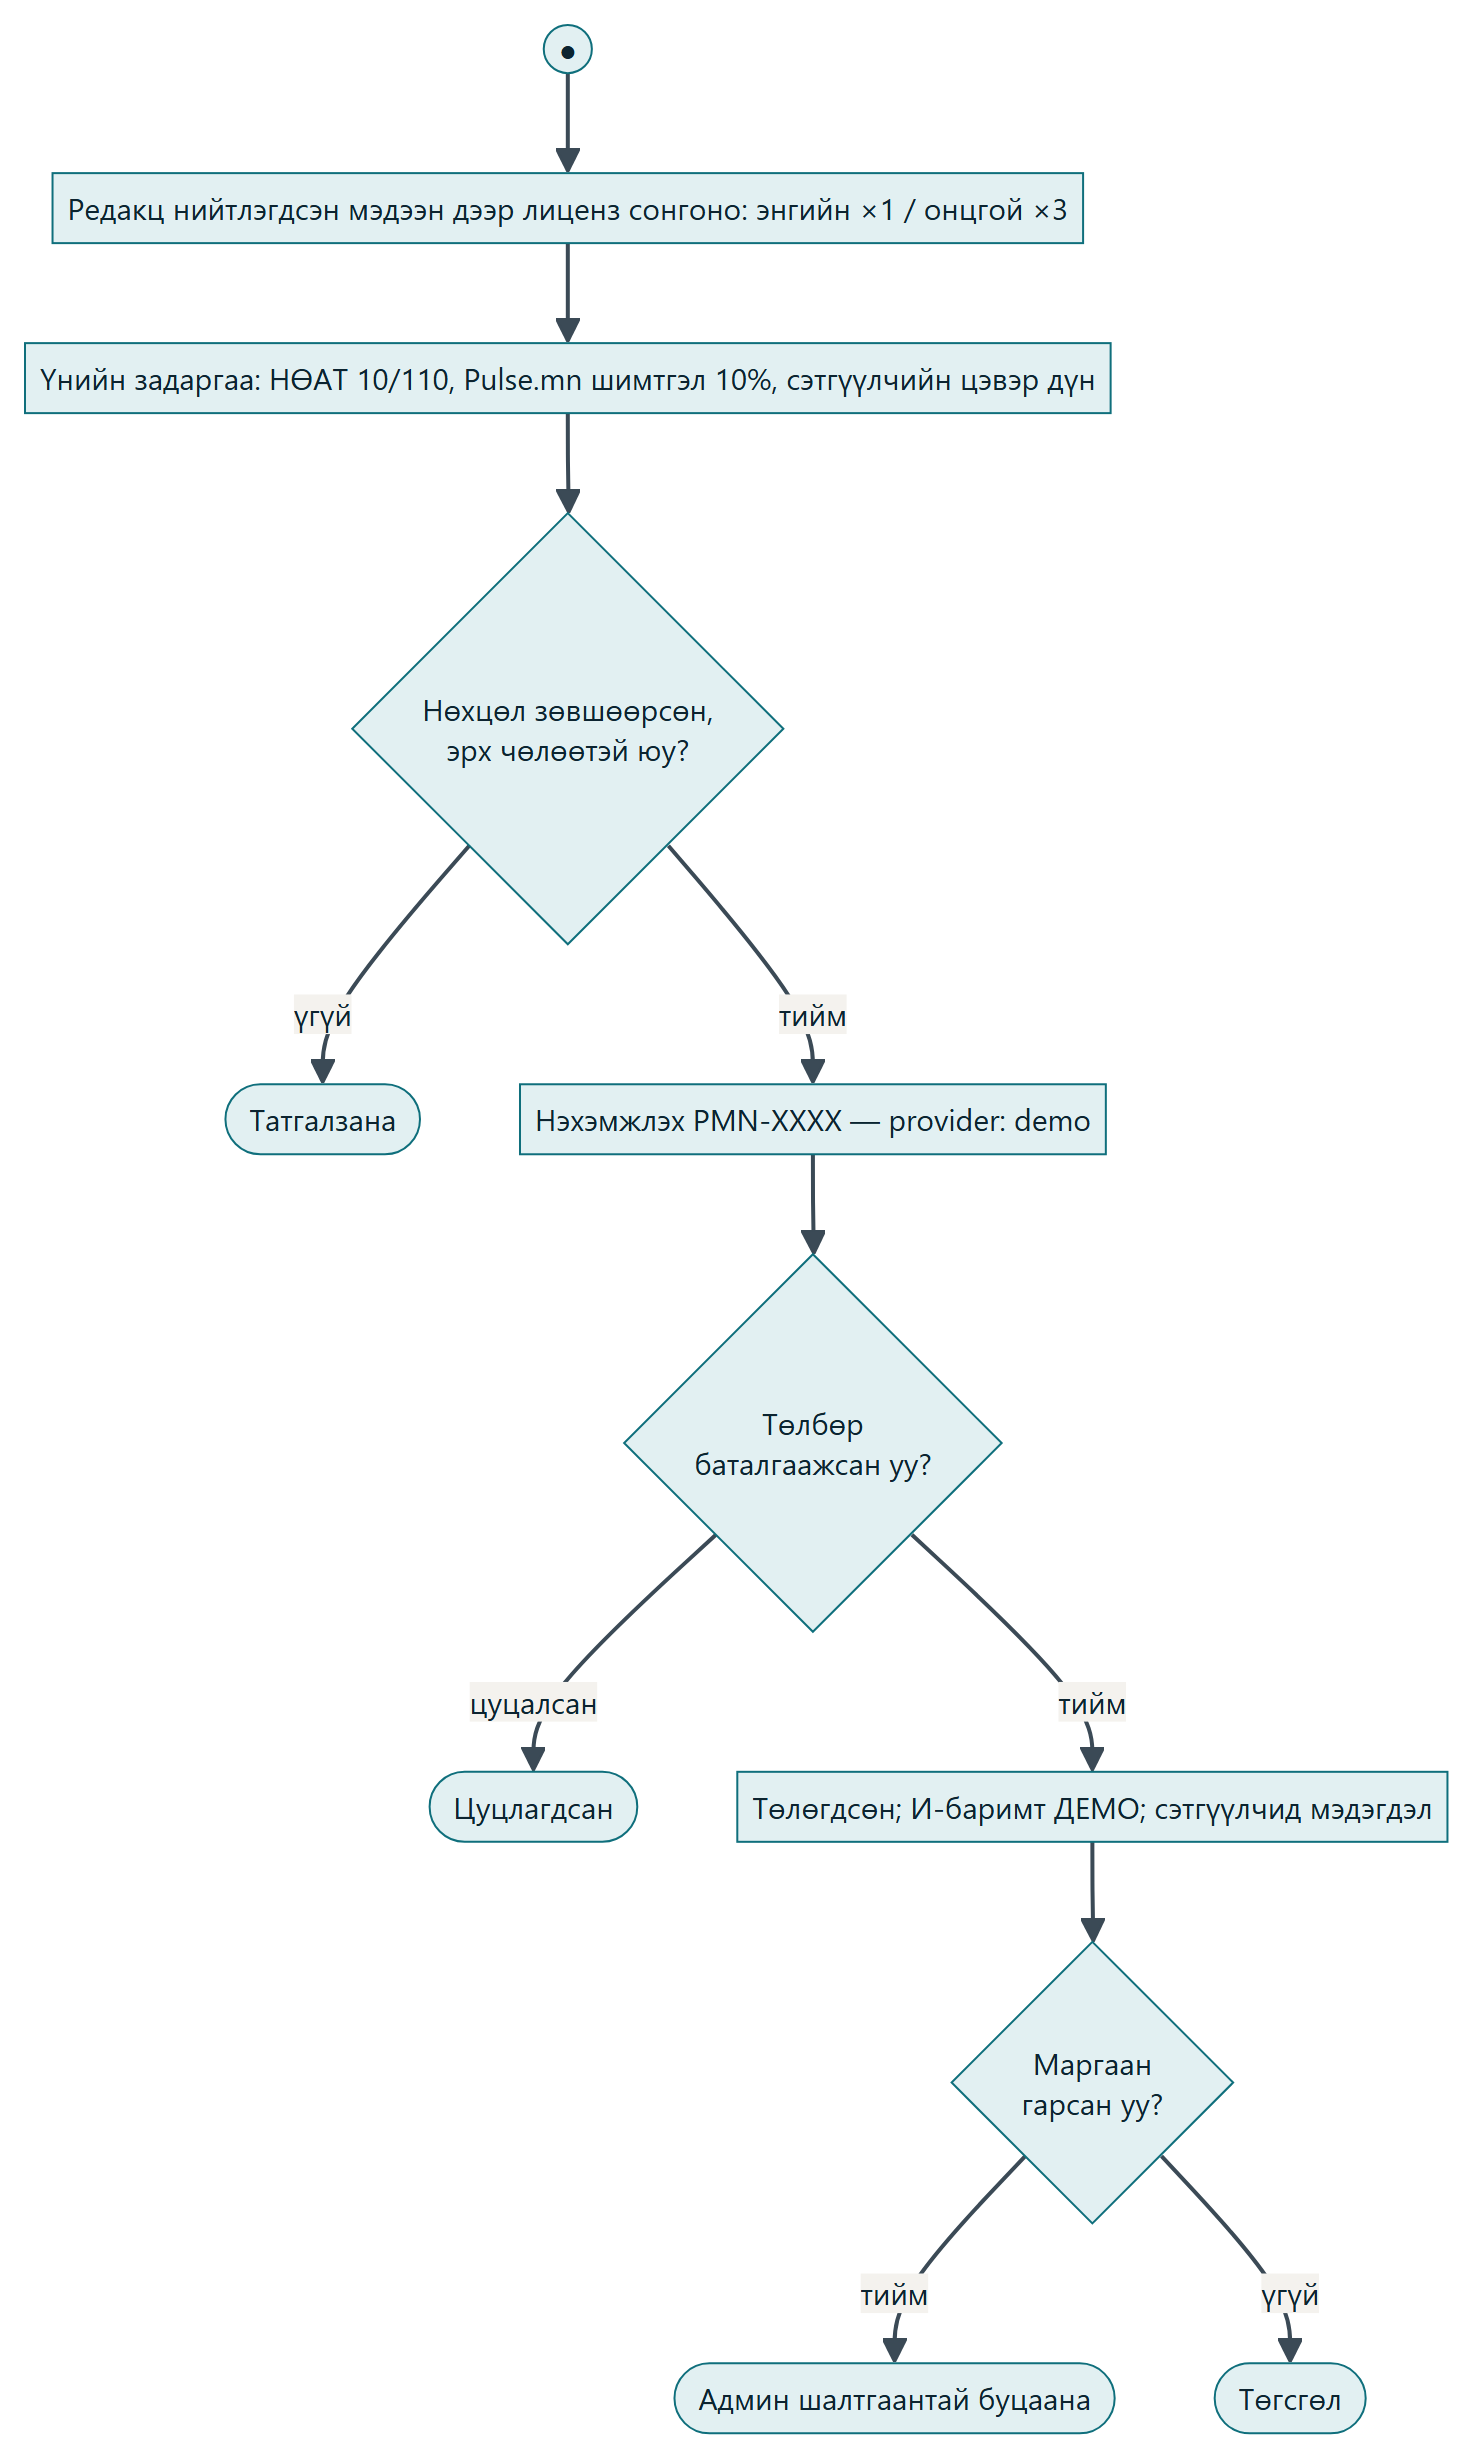 Редакц нийтлэгдсэн мэдээн дээр лиценз сонгоно: энгийн ×1 / онцгой ×3
Үнийн задаргаа: НӨАТ 10/110, Pulse.mn шимтгэл 10%, сэтгүүлчийн цэвэр дүн
Нөхцөл зөвшөөрсөн,
эрх чөлөөтэй юу?
үгүй
тийм
Татгалзана
Нэхэмжлэх PMN-XXXX — provider: demo
Төлбөр
баталгаажсан уу?
цуцалсан
тийм
Цуцлагдсан
Төлөгдсөн; И-баримт ДЕМО; сэтгүүлчид мэдэгдэл
Маргаан
гарсан уу?
тийм
үгүй
Админ шалтгаантай буцаана
Төгсгөл